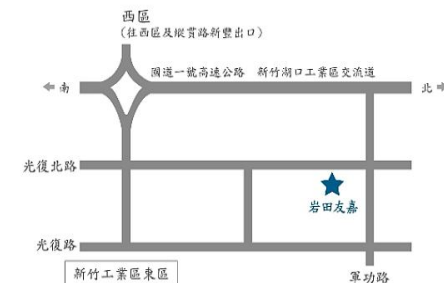 西區
(往西區及縱貫路新豐出口)
國道一號高速公路 新竹湖口工業區交流道
南
北
光復北路
岩田友嘉
光復路
新竹工業區東區
軍功路